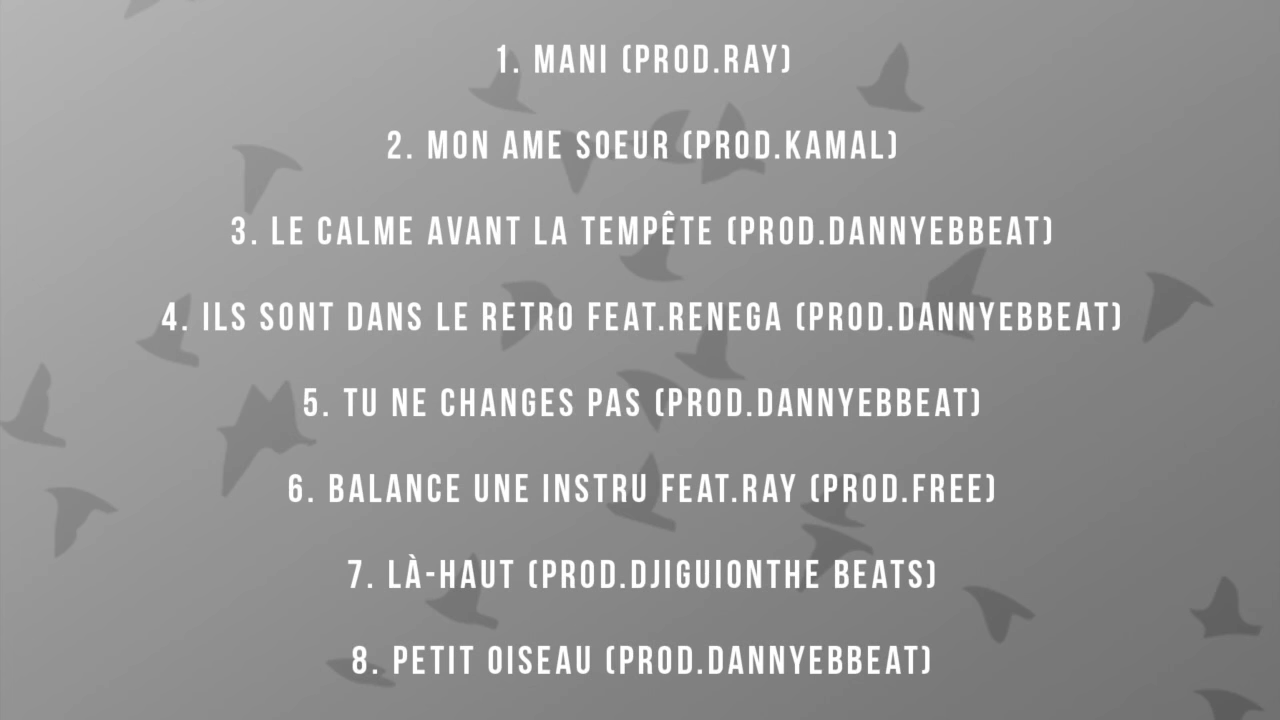 1. MANI (PROD.RAY)
2. MON AME SOEUR (PROD.KAMAL)
3. LE CALME AVANT LA TEMPÊTE (PROD.DANNYEBBEAT)
4. ILS SONT DANS LE RETRO FEAT.RENEGA (PROD.DANNYEBBEAT)
5. TU NE CHANGES PAS (PROD.DANNYEBBEAT)
6. BALANCE UNE INSTRU FEAT.RAY (PROD.FREE)
7. LÀ-HAUT (PROD.DJIGUIONTHE BEATS)
8. PETIT OISEAU (PROD.DANNYEBBEAT)